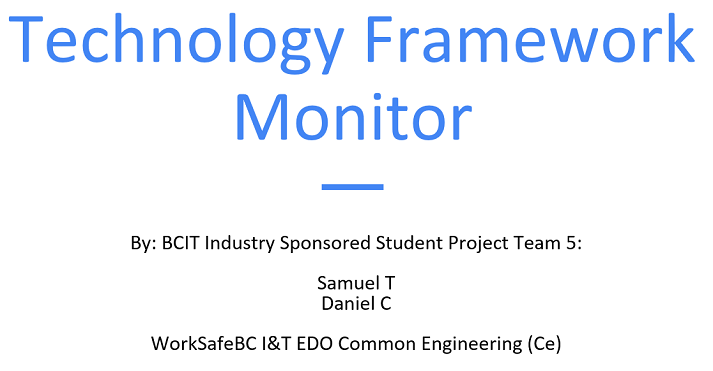 Technology Framework
Monitor
By: BCIT Industry Sponsored Student Project Team 5:
Samuel T
Daniel C
WorkSafeBC I&T EDO Common Engineering (Ce)